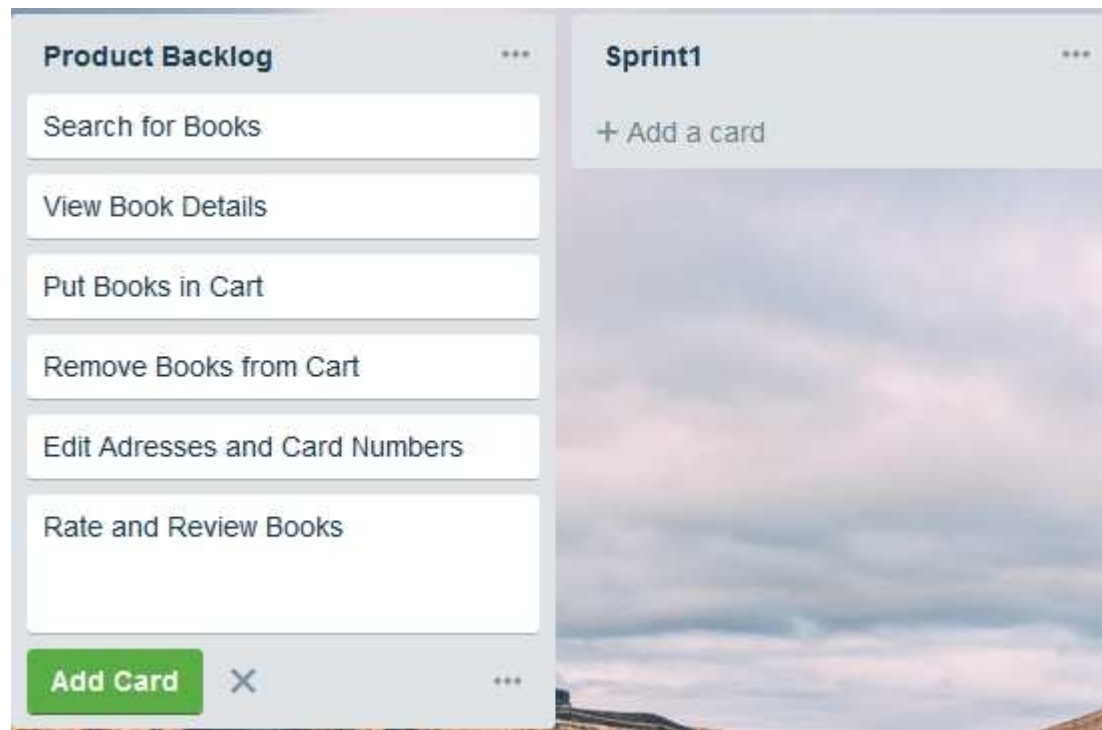 Product Backlog
Search for Books
View Book Details
Put Books in Cart
Remove Books from Cart
Edit Adresses and Card Numbers
Rate and Review Books
Add Card
Sprint1
+ Add a card